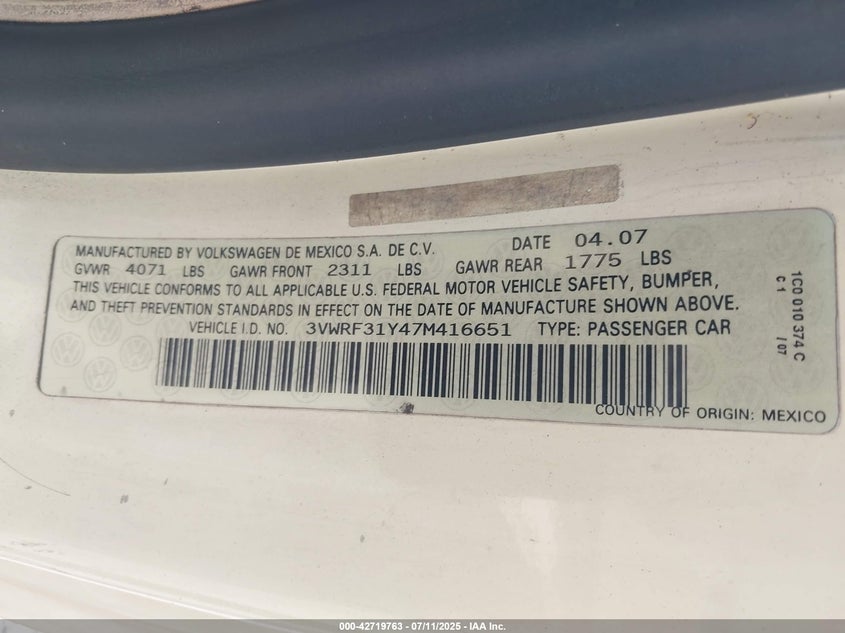 MANUFACTURED BY VOLKSWAGEN DE MEXICO S.A. DE C.V. DATE 04.07
GVWR 4071 LBS GAWR FRONT 2311 LBS GAWR REAR 1775 LBS
THIS VEHICLE CONFORMS TO ALL APPLICABLE U.S. FEDERAL MOTOR VEHICLE SAFETY, BUMPER,
AND THEFT PREVENTION STANDARDS IN EFFECT ON THE DATE OF MANUFACTURE SHOWN ABOVE.
VEHICLE I.D. NO. 3VWRF31Y47M416651 TYPE: PASSENGER CAR
COUNTRY OF ORIGIN: MEXICO
1C0 010 374 C
C 1 / 07
000-42719763 - 07/11/2025 - IAA Inc.